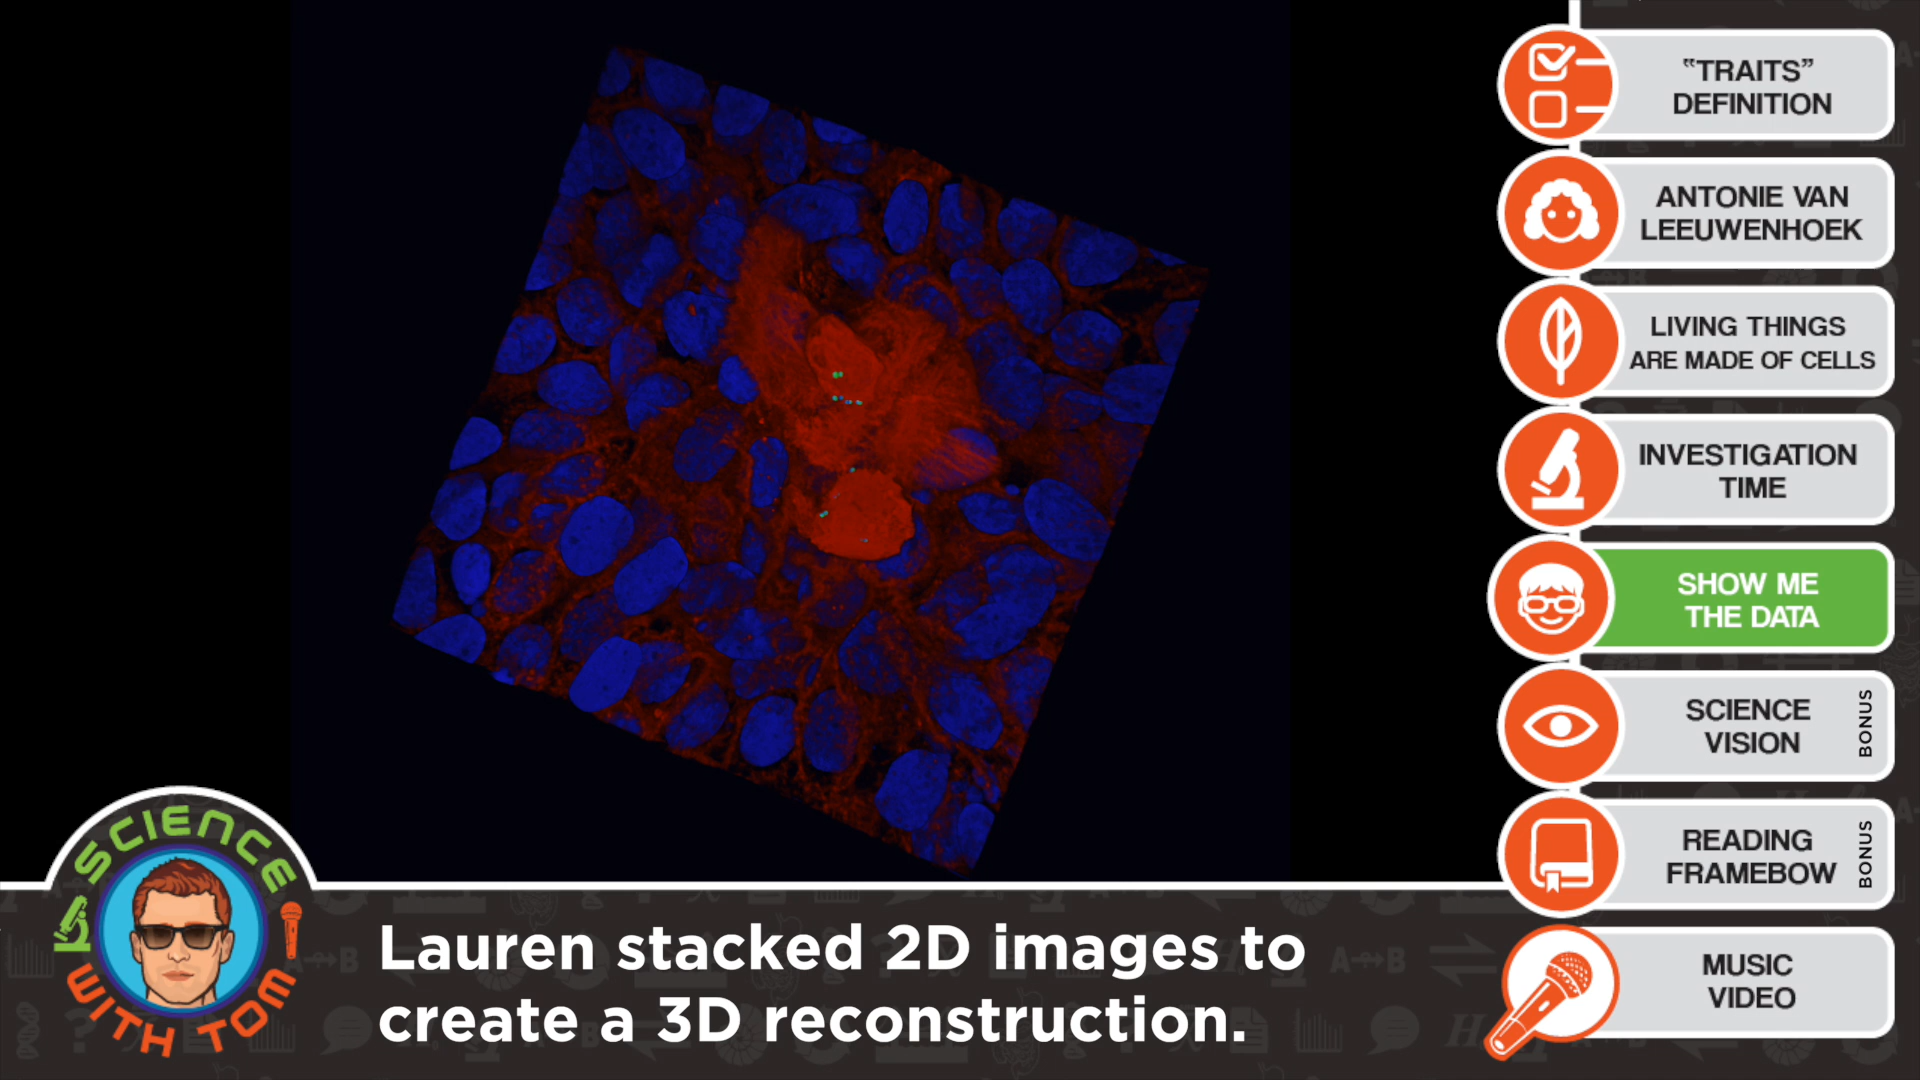 “TRAITS”
DEFINITION
ANTONIE VAN
LEEUWENHOEK
LIVING THINGS
ARE MADE OF CELLS
INVESTIGATION
TIME
SHOW ME
THE DATA
SCIENCE
VISION
BONUS
READING
FRAMEBOW
BONUS
MUSIC
VIDEO
SCIENCE
WITH TOM
Lauren stacked 2D images to
create a 3D reconstruction.